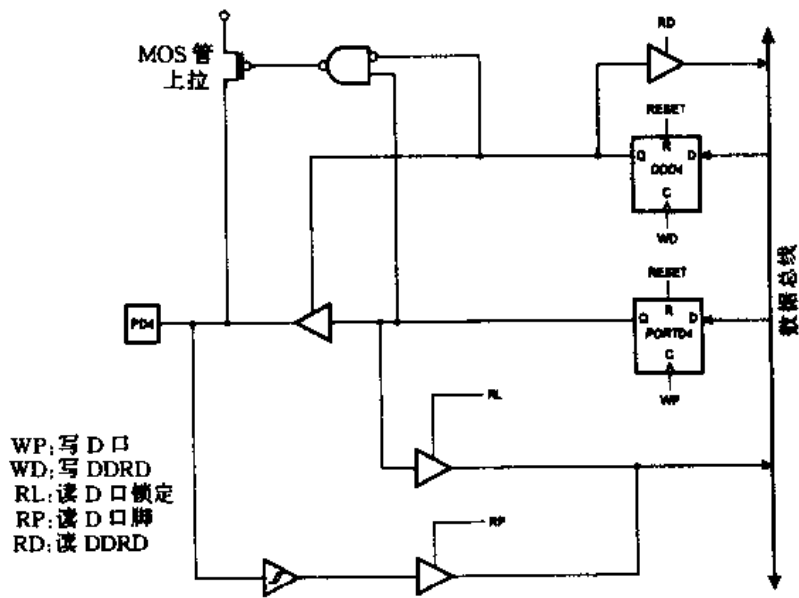 MOS 管
上拉
RD
RESET
R
Q
D
DDD4
C
WD
RESET
R
Q
D
PORTD4
C
WP
PD4
RL
RP
数据总线
WP:写 D 口
WD:写 DDRD
RL:读 D 口锁定
RP:读 D 口脚
RD:读 DDRD